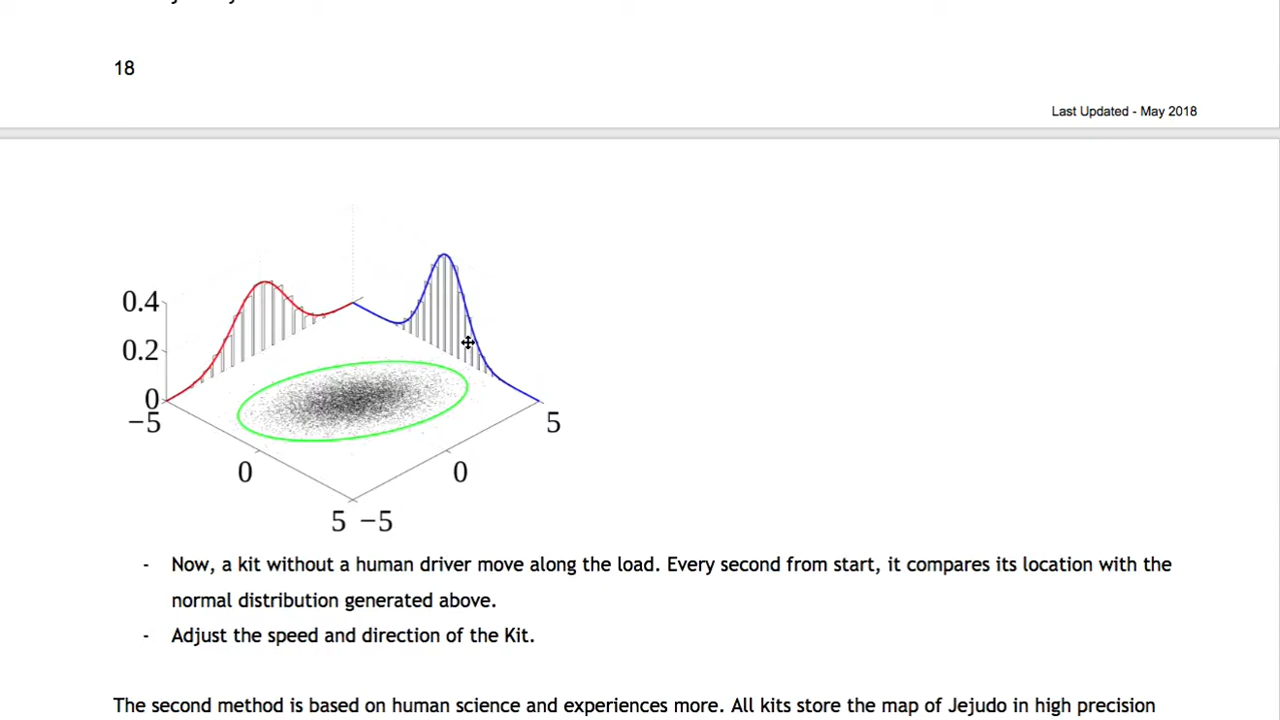 18
Last Updated - May 2018
0.4
0.2
0
−5
5
0
0
5 −5
- Now, a kit without a human driver move along the load. Every second from start, it compares its location with the
normal distribution generated above.
- Adjust the speed and direction of the Kit.
The second method is based on human science and experiences more. All kits store the map of Jejudo in high precision